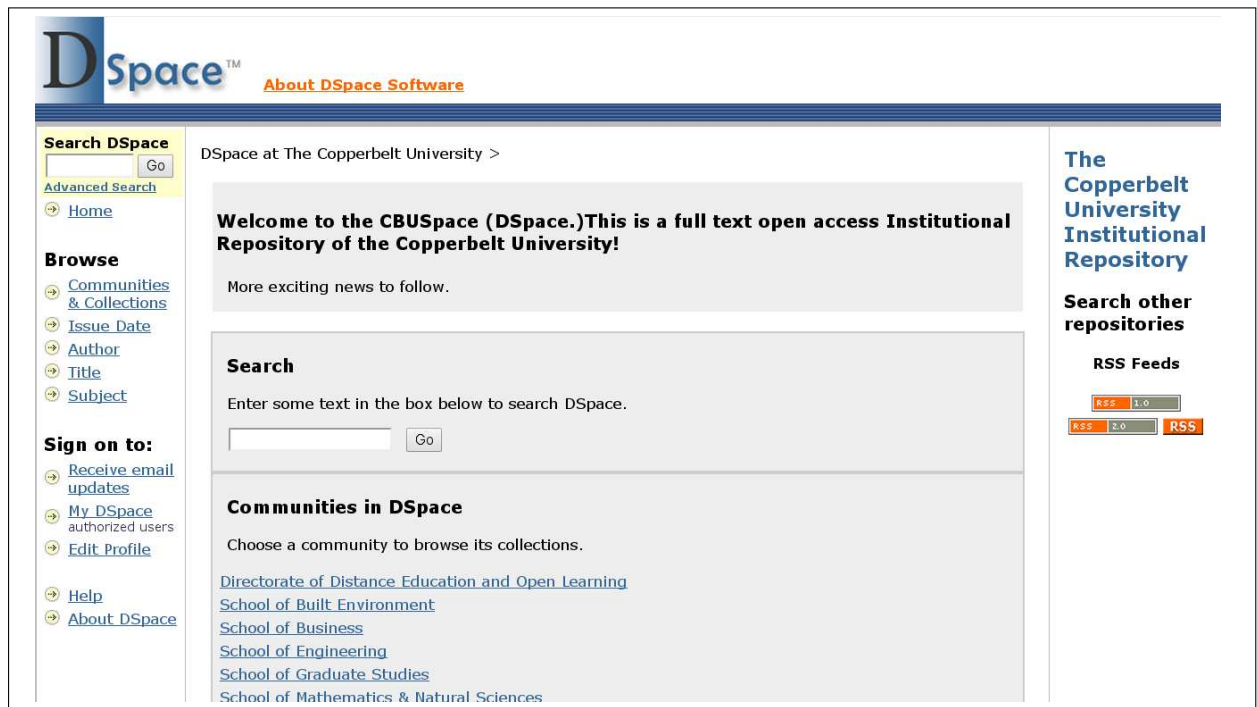 DSpace™
About DSpace Software
Search DSpace
Go
Advanced Search
Home
Browse
Communities
& Collections
Issue Date
Author
Title
Subject
Sign on to:
Receive email
updates
My DSpace
authorized users
Edit Profile
Help
About DSpace
DSpace at The Copperbelt University >
Welcome to the CBUSpace (DSpace.)This is a full text open access Institutional
Repository of the Copperbelt University!
More exciting news to follow.
Search
Enter some text in the box below to search DSpace.
Go
Communities in DSpace
Choose a community to browse its collections.
Directorate of Distance Education and Open Learning
School of Built Environment
School of Business
School of Engineering
School of Graduate Studies
School of Mathematics & Natural Sciences
The
Copperbelt
University
Institutional
Repository
Search other
repositories
RSS Feeds
RSS 1.0
RSS 2.0 RSS